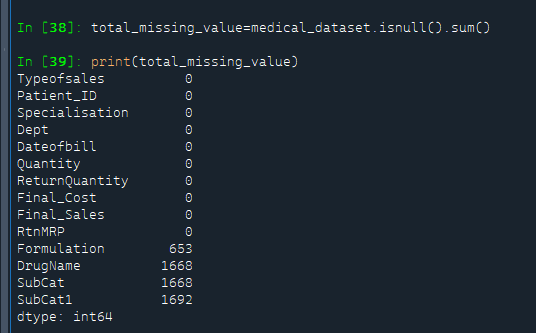 In [38]: total_missing_value=medical_dataset.isnull().sum()
In [39]: print(total_missing_value)
Typeofsales 0
Patient_ID 0
Specialisation 0
Dept 0
Dateofbill 0
Quantity 0
ReturnQuantity 0
Final_Cost 0
Final_Sales 0
RtnMRP 0
Formulation 653
DrugName 1668
SubCat 1668
SubCat1 1692
dtype: int64